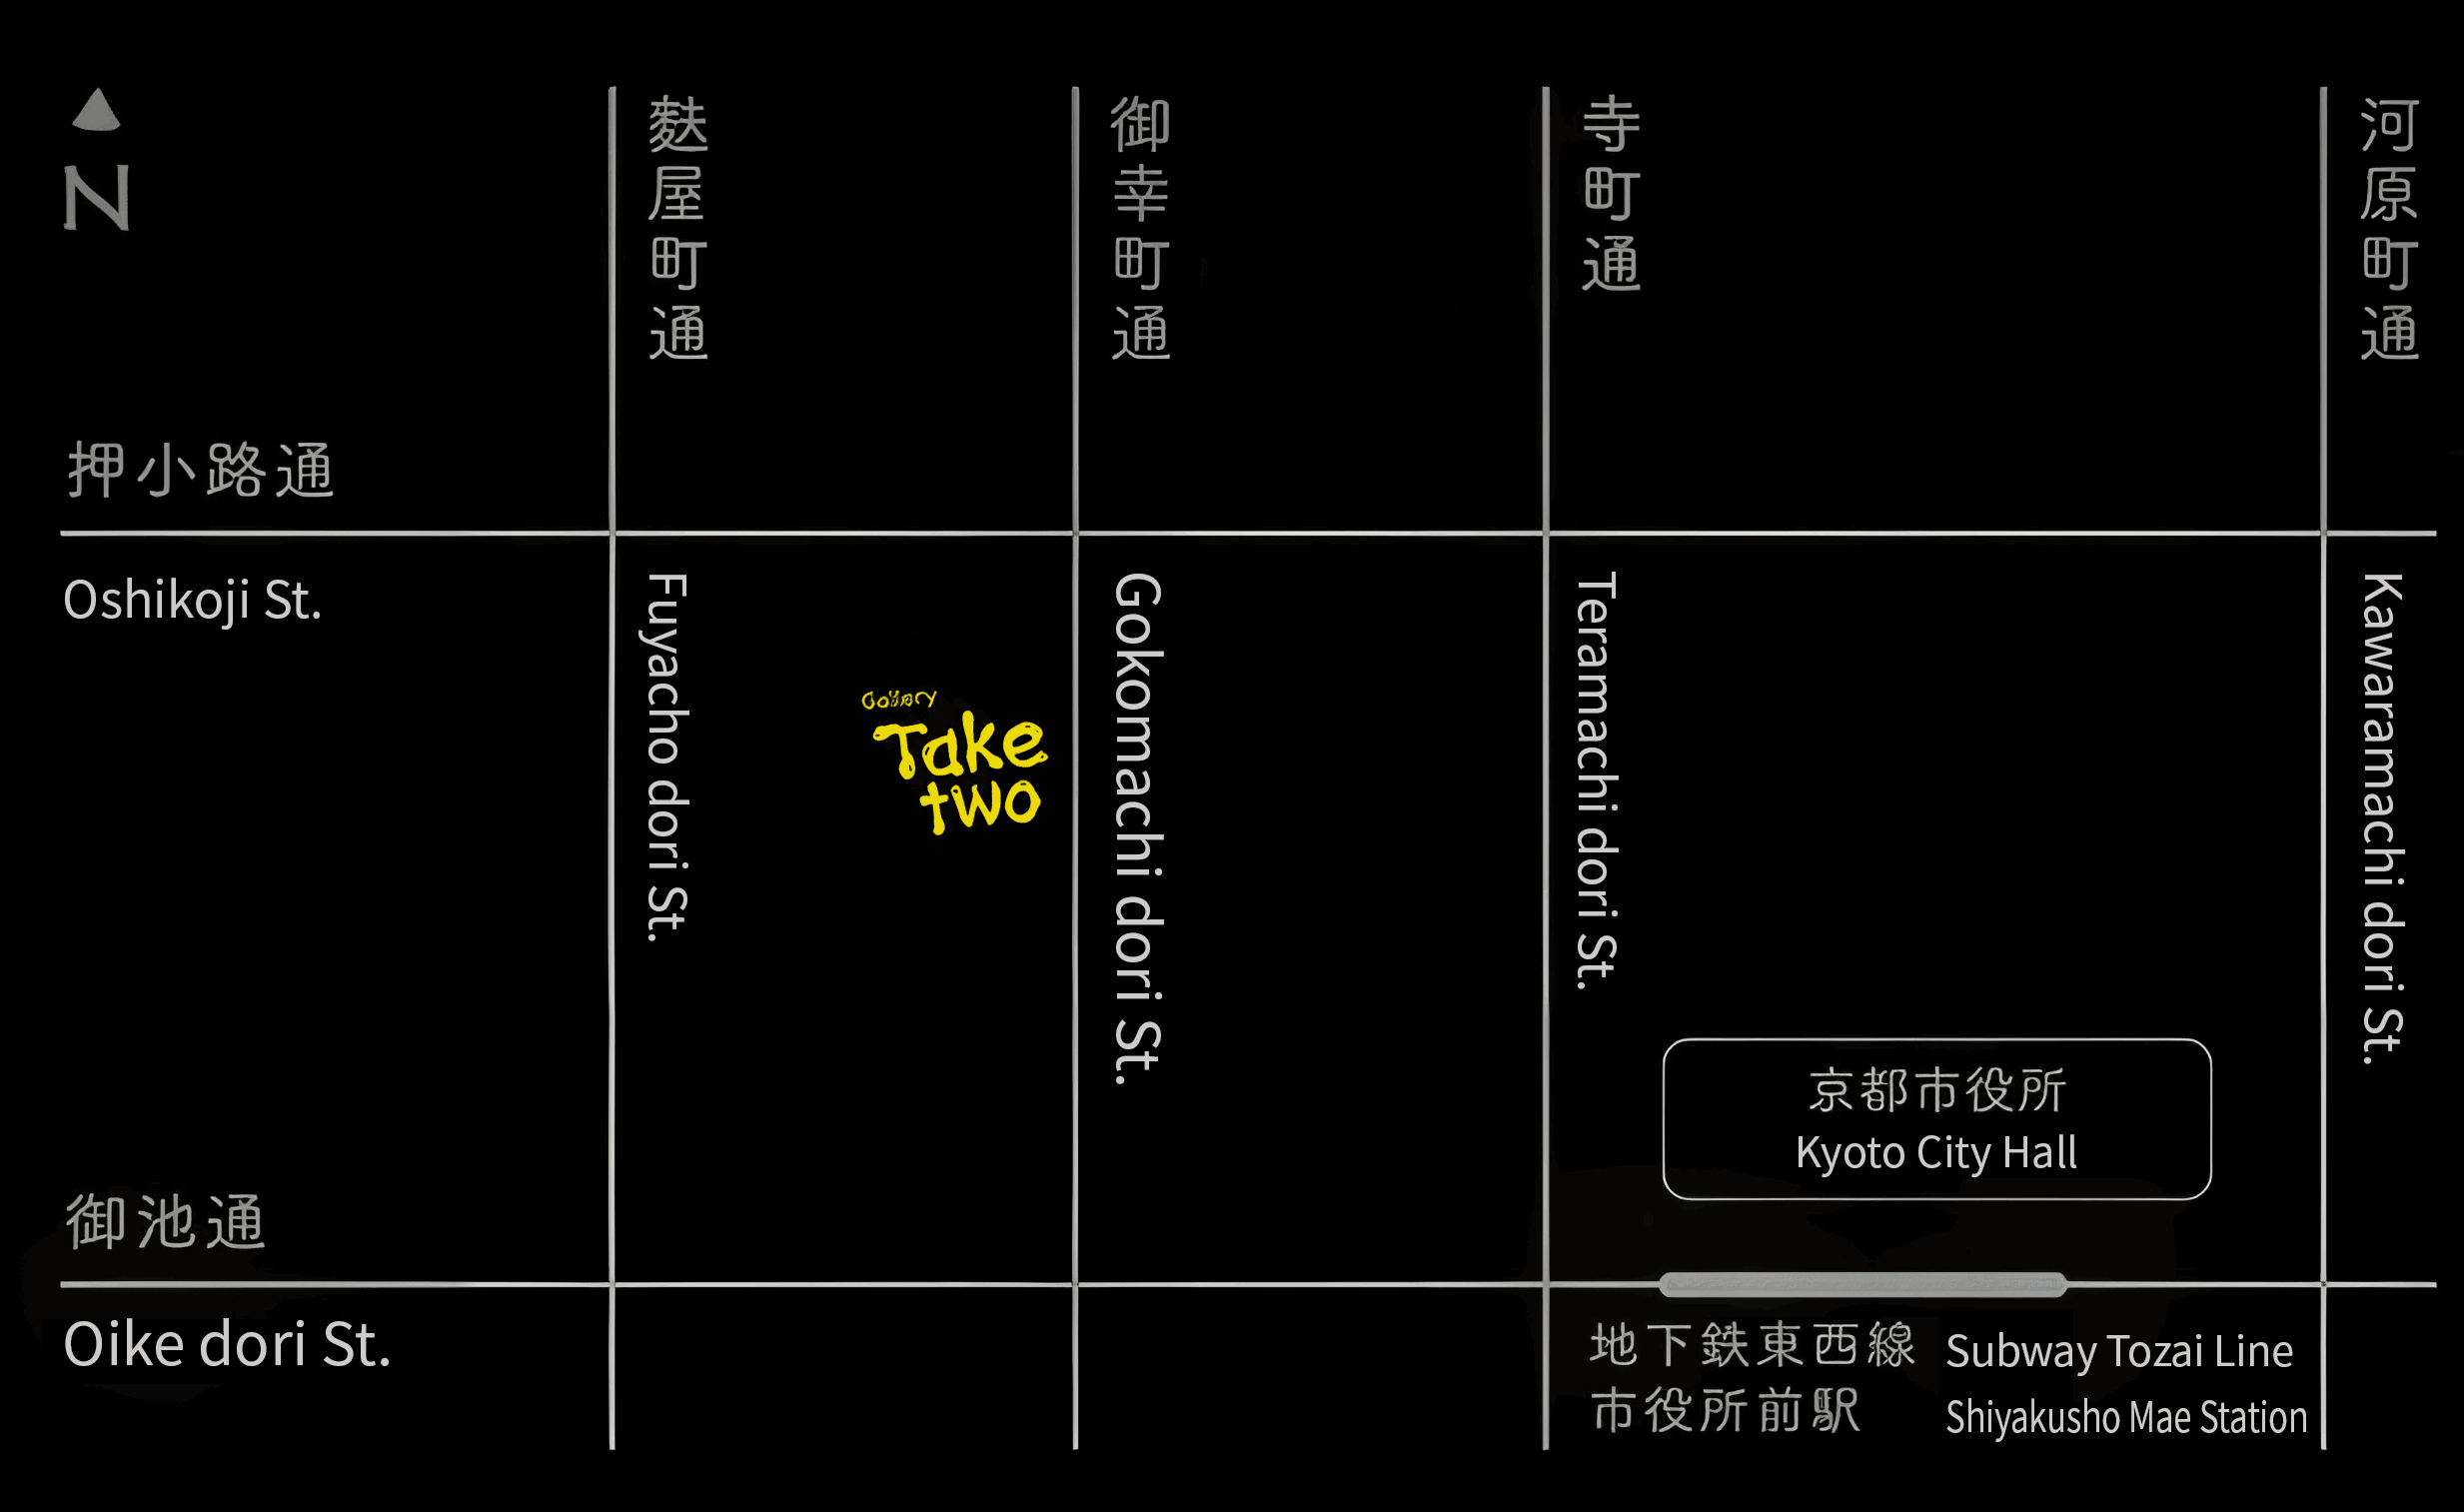 N
麩屋町通
御幸町通
寺町通
河原町通
押小路通
Oshikoji St.
Fuyacho dori St.
Gallery
Take
two
Gokomachi dori St.
Teramachi dori St.
Kawaramachi dori St.
京都市役所
Kyoto City Hall
御池通
Oike dori St.
地下鉄東西線 Subway Tozai Line
市役所前駅 Shiyakusho Mae Station